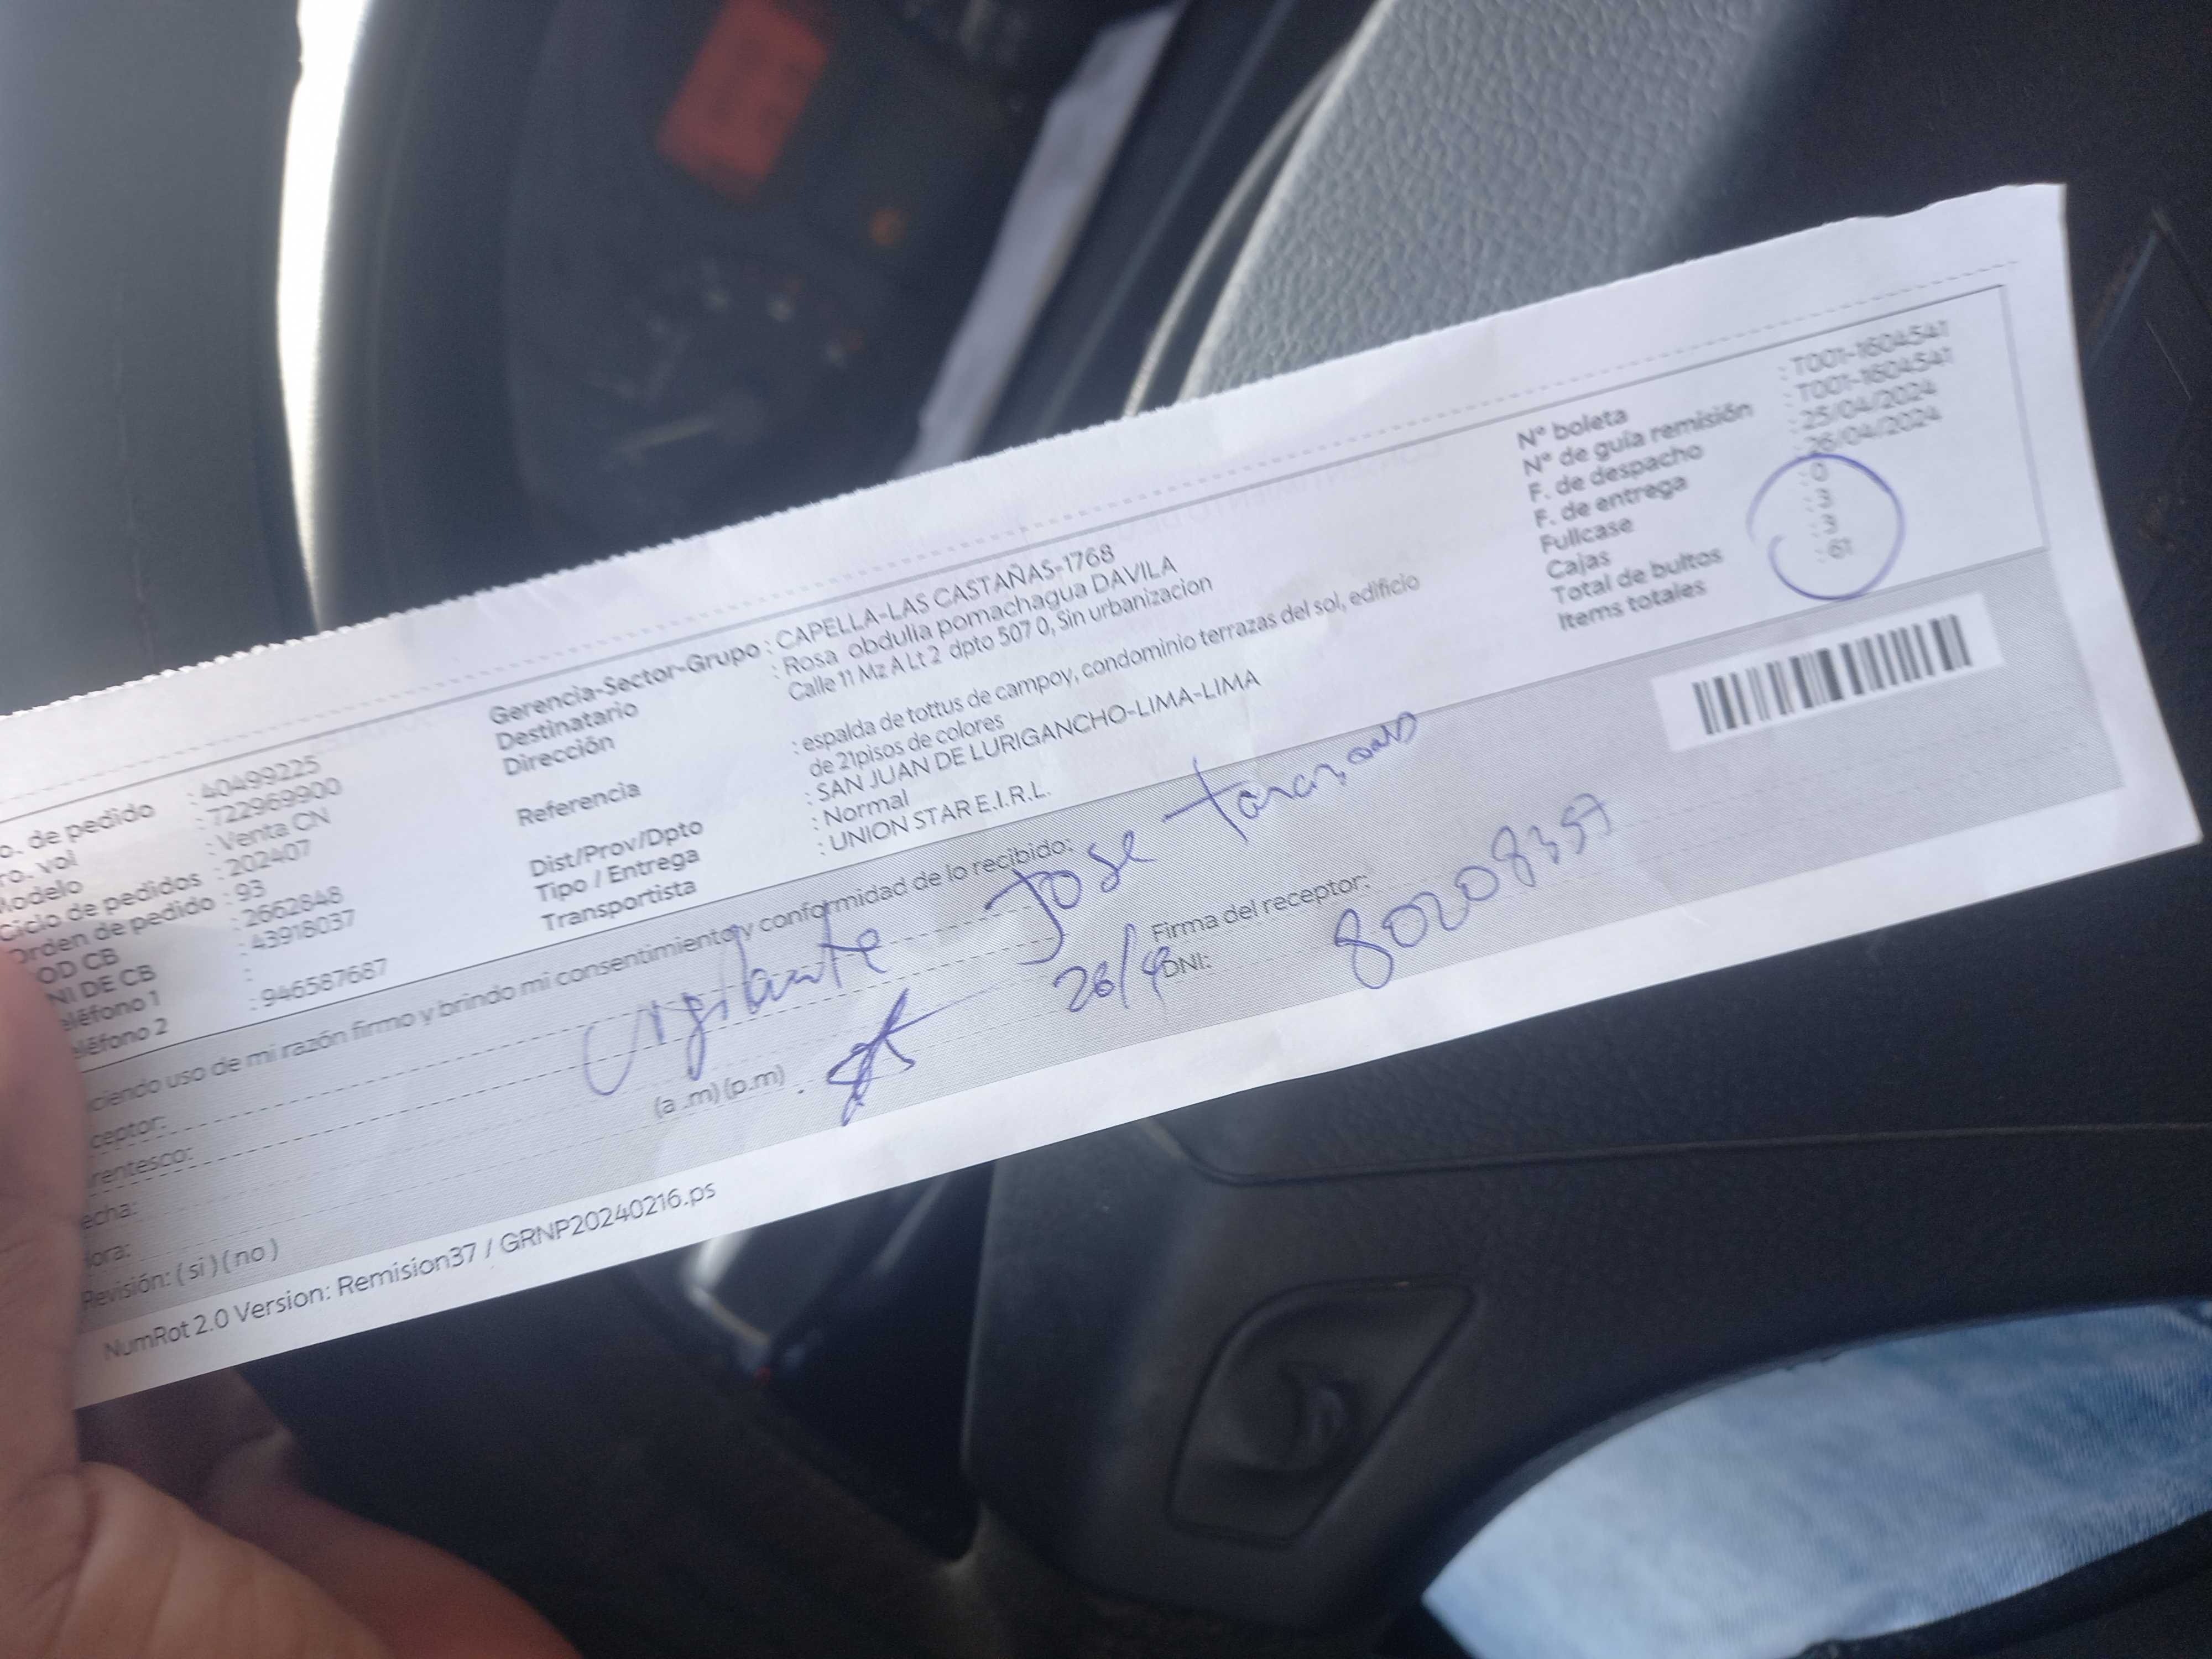 o. de pedido : 40499225
ro. vol : 722969900
Modelo : Venta CN
Ciclo de pedidos : 202407
Orden de pedido : 93
OD CB : 2662848
NI DE CB : 43918037
eléfono 1 :
eléfono 2 : 946587687
Gerencia-Sector-Grupo : CAPELLA-LAS CASTAÑAS-1768
Destinatario : Rosa obdulia pomachagua DAVILA
Dirección Calle 11 Mz A Lt 2 dpto 507 0, Sin urbanizacion
Referencia : espalda de tottus de campoy, condominio terrazas del sol, edificio
de 21pisos de colores
Dist/Prov/Dpto : SAN JUAN DE LURIGANCHO-LIMA-LIMA
Tipo / Entrega : Normal
Transportista : UNION STAR E.I.R.L.
N° boleta : T001-1604541
N° de guía remisión : T001-1604541
F. de despacho : 25/04/2024
F. de entrega : 26/04/2024
Fullcase : 0
Cajas : 3
Total de bultos : 3
Items totales : 61
ciendo uso de mi razón firmo y brindo mi consentimiento y conformidad de lo recibido:
ceptor:
rentesco: Vigilante Jose
echa: 26/4
Hora: (a .m) (p.m)
Revisión: ( si ) ( no )
Firma del receptor:
DNI: 80208357
NumRot 2.0 Version: Remision37 / GRNP20240216.ps